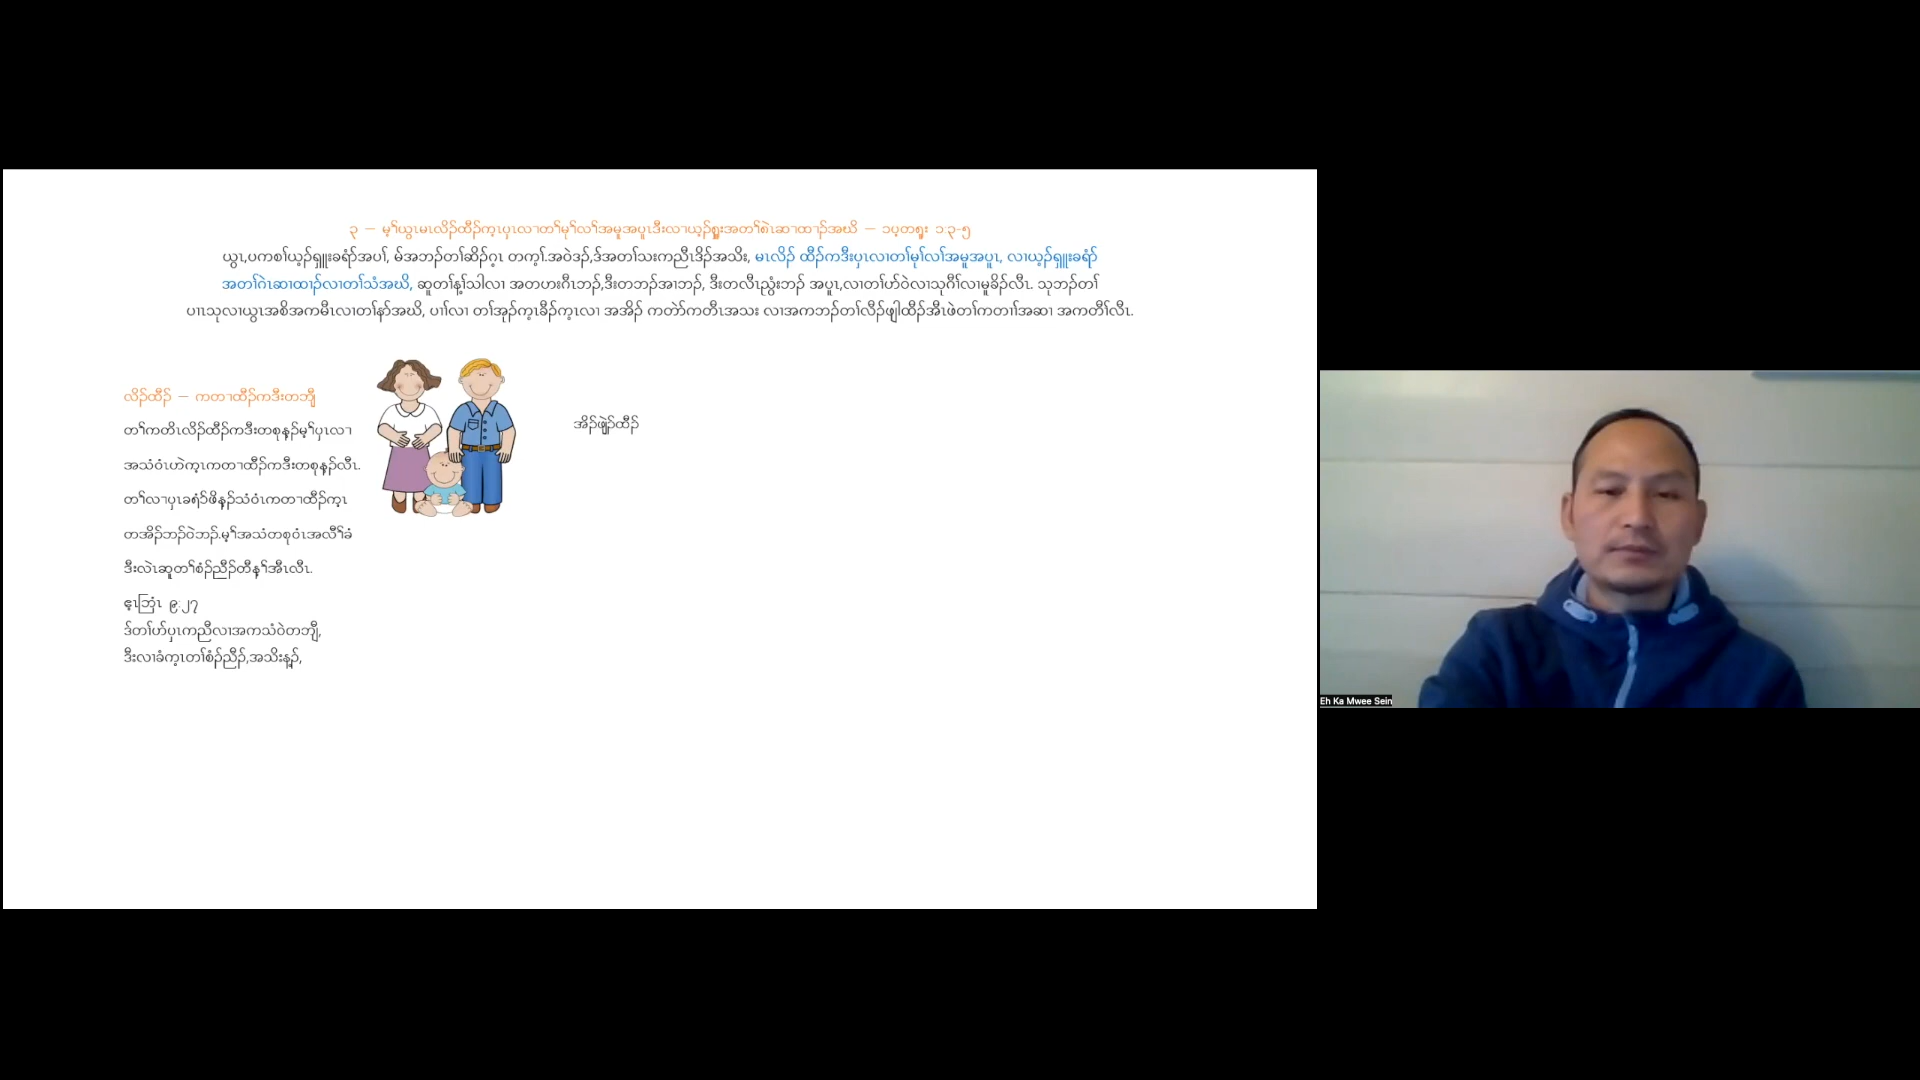 ၃ – မ့ၢ်ယွၤမၤလိၣ်ထီၣ်က့ၤပှၤလၢတၢ်မုၢ်လၢ်အမူအပူၤဒီးလၢယ့ၣ်ၡူးအတၢ်ဂဲၤဆၢထၢၣ်အဃိ – ၁ပ့တၡူး ၁:၃-၅
ယွၤ,ပကစၢ်ယ့ၣ်ရှူးခရံာ်အပၢ်, မ်အဘၣ်တၢ်ဆိၣ်ဂ့ၤ တက့ၢ်.အဝဲဒၣ်,ဒ်အတၢ်သးကညီၤဒိၣ်အသိး, မၤလိၣ် ထီၣ်ကဒီးပှၤလၢတၢ်မုၢ်လၢ်အမူအပူၤ, လၢယ့ၣ်ရှူးခရံာ်
အတၢ်ဂဲၤဆၢထၢၣ်လၢတၢ်သံအဃိ, ဆူတၢ်န့ၢ်သါလၢ အတဟးဂီၤဘၣ်,ဒီးတဘၣ်အၢဘၣ်, ဒီးတလီၤညွံးဘၣ် အပူၤ,လၢတၢ်ဟ်ဝဲလၢသုဂီၢ်လၢမူခိၣ်လီၤ. သုဘၣ်တၢ်
ပၢၤသုလၢယွၤအစိအကမီၤလၢတၢ်နာ်အဃိ, ပၢၢ်လၢ တၢ်အုၣ်က့ၤခီၣ်က့ၤလၢ အအိၣ် ကတဲာ်ကတီၤအသး လၢအကဘၣ်တၢ်လီၣ်ဖျါထီၣ်အီၤဖဲတၢ်ကတၢၢ်အဆၢ အကတီၢ်လီၤ.
လိၣ်ထီၣ် – ကတၢထီၣ်ကဒီးတဘျီ
တၢ်ကတိၤလိၣ်ထီၣ်ကဒီးတစုန့ၣ်မ့ၢ်ပှၤလၢ
အသံဝံၤဟဲက့ၤကတၢထီၣ်ကဒီးတစုန့ၣ်လီၤ.
တၢ်လၢပှၤခရံာ်ဖိန့ၣ်သံဝံၤကတၢထီၣ်က့ၤ
တအိၣ်ဘၣ်ဝဲဘၣ်.မ့ၢ်အသံတစုဝံၤအလီၢ်ခံ
ဒီးလဲၤဆူတၢ်စံၣ်ညီၣ်တီန့ၢ်အီၤလီၤ.
ဧ့ၤဘြံၤ ၉:၂၇
ဒ်တၢ်ဟ်ပှၤကညီလၢအကသံဝဲတဘျီ,
ဒီးလၢခံက့ၤတၢ်စံၣ်ညီၣ်,အသိးန့ၣ်,
အိၣ်ဖျဲၣ်ထီၣ်
Eh Ka Mwee Sein